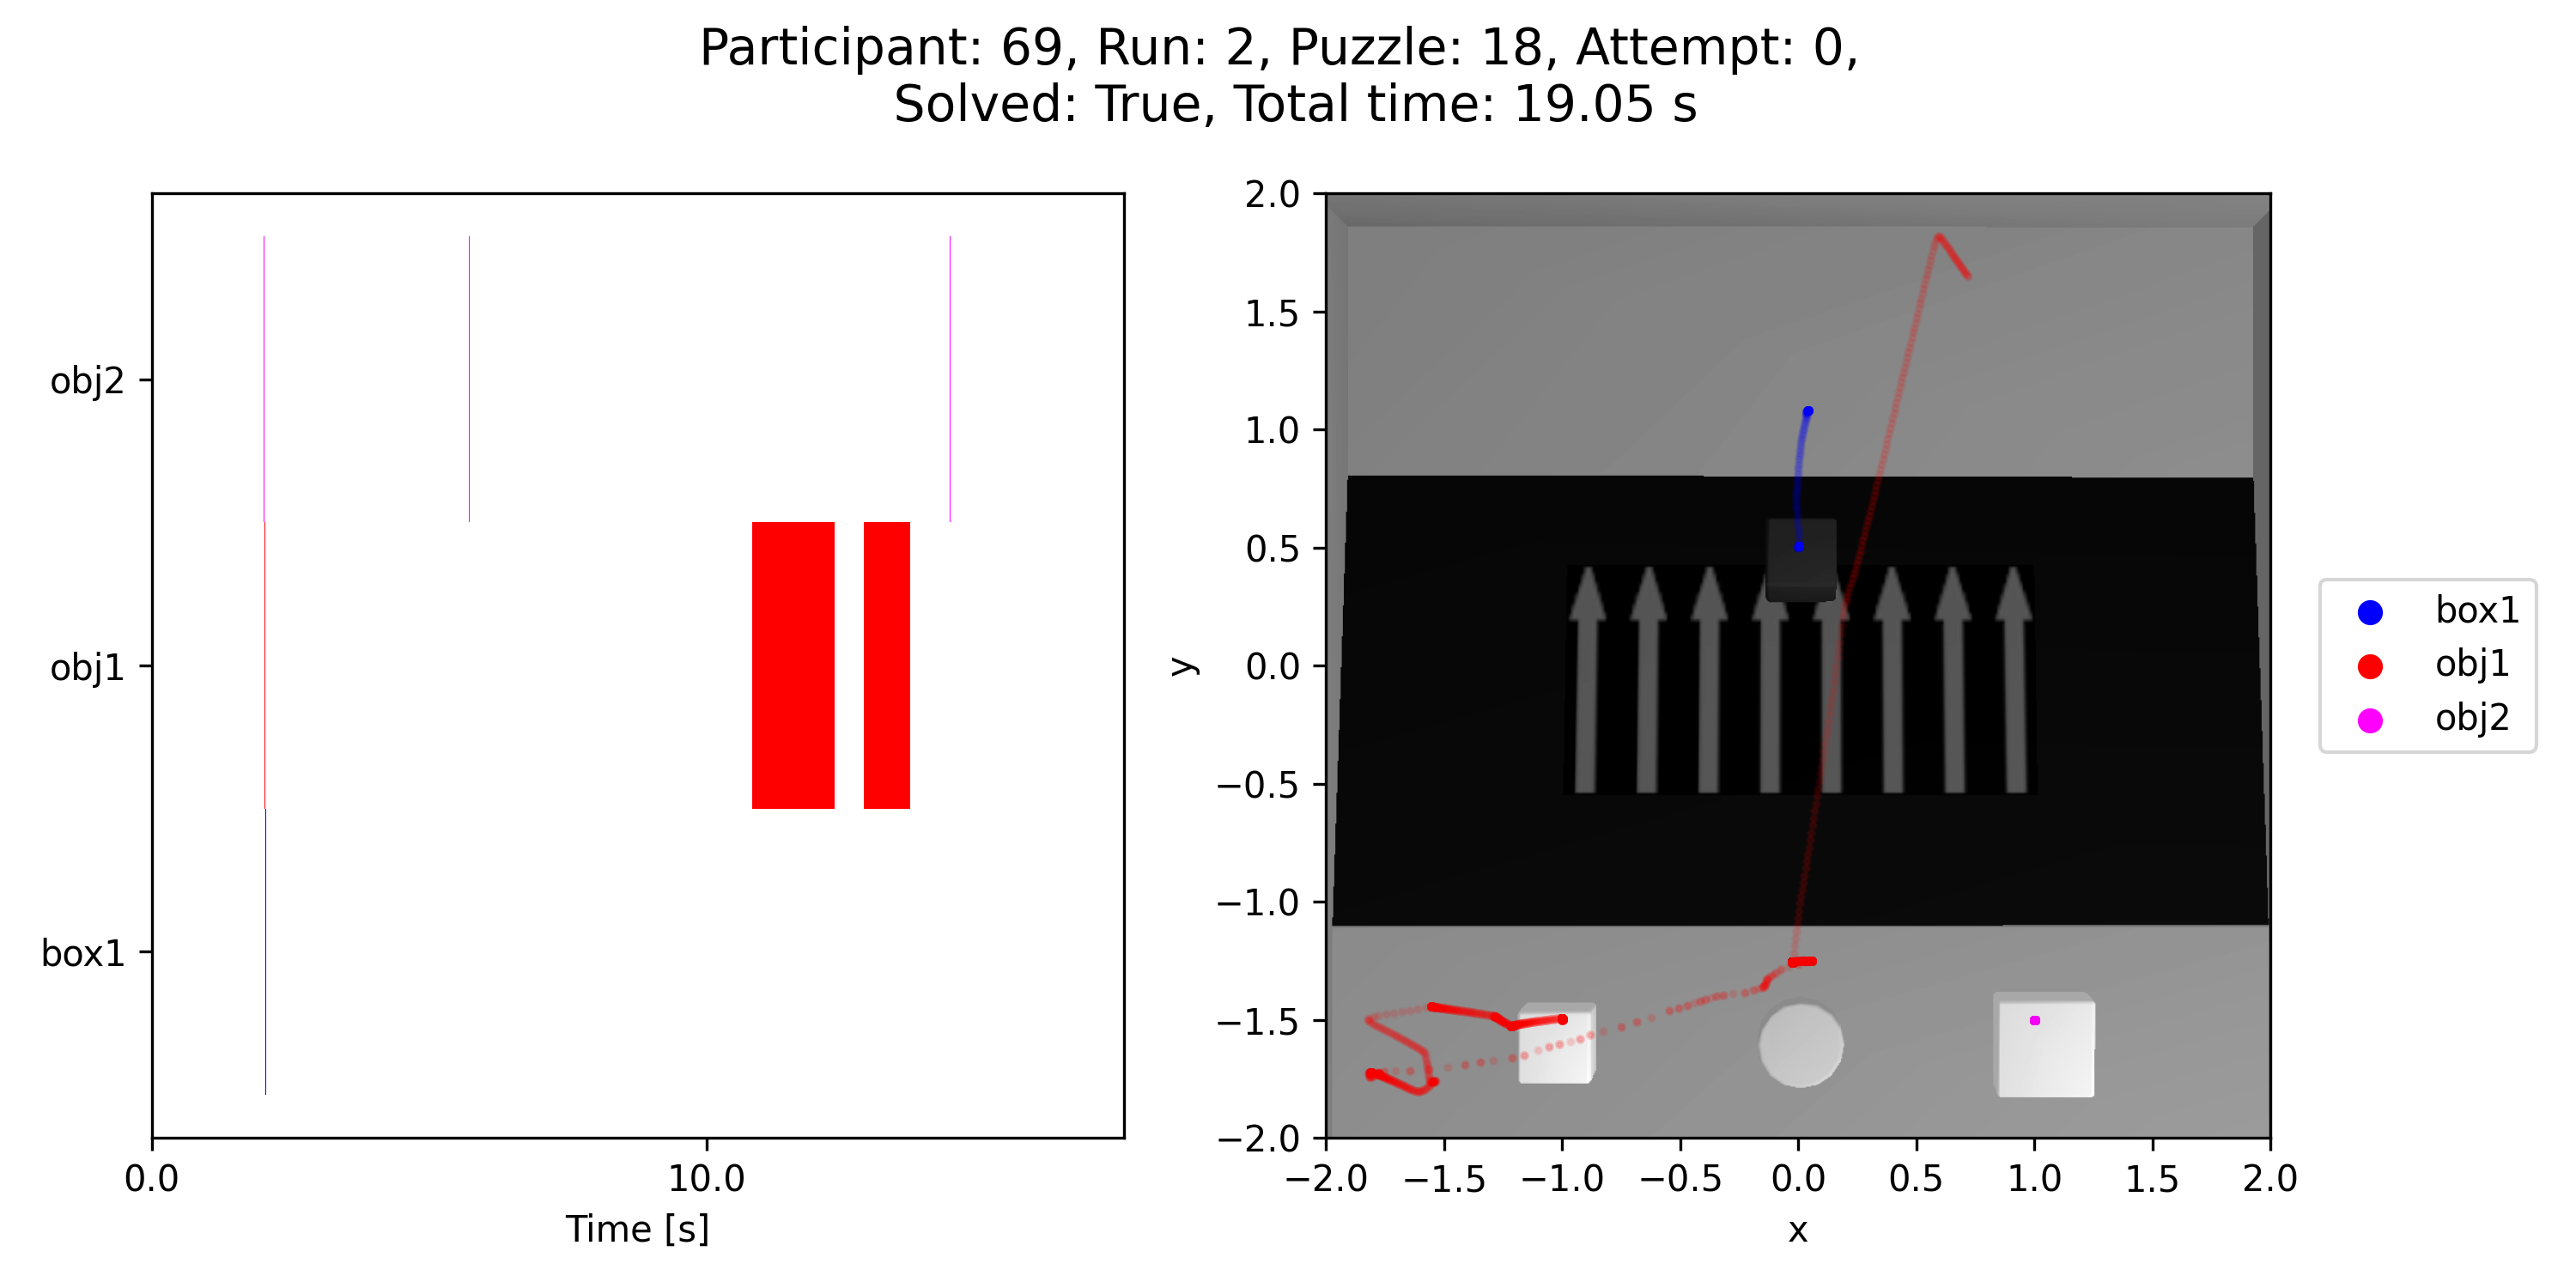 Participant: 69, Run: 2, Puzzle: 18, Attempt: 0,
Solved: True, Total time: 19.05 s
obj2
obj1
box1
0.0
10.0
Time [s]
2.0
1.5
1.0
0.5
0.0
−0.5
−1.0
−1.5
−2.0
y
−2.0
−1.5
−1.0
−0.5
0.0
0.5
1.0
1.5
2.0
x
box1
obj1
obj2